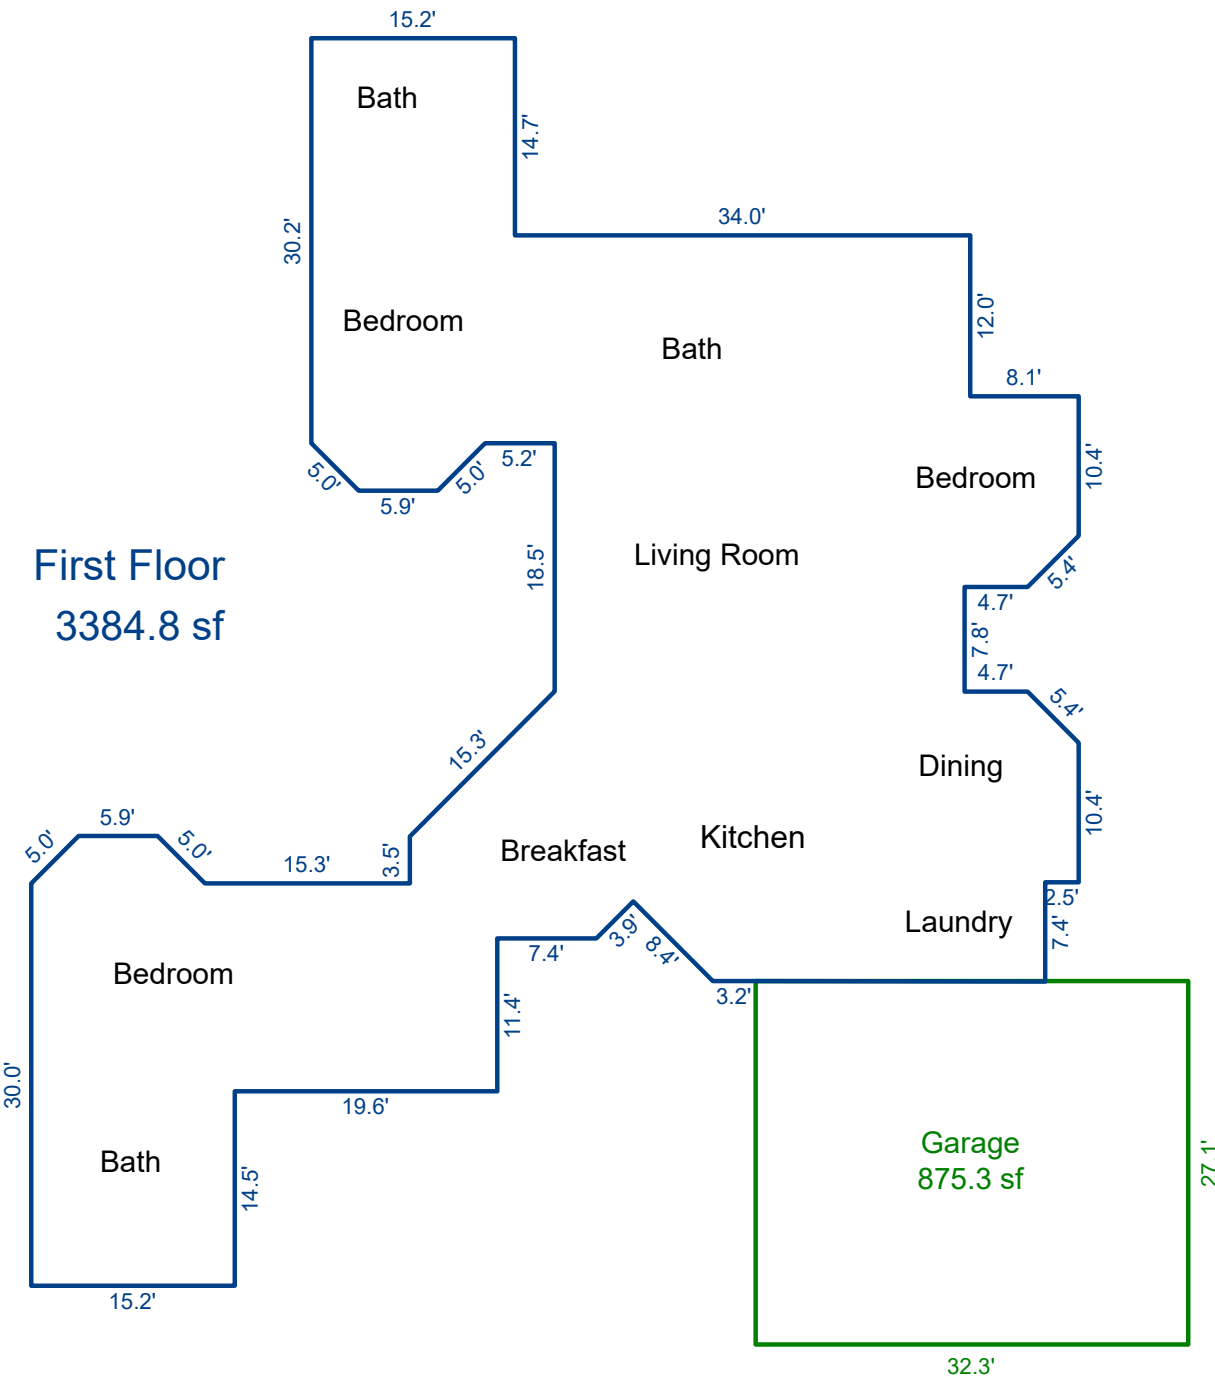 15.2'
Bath
14.7'
34.0'
30.2'
Bedroom
Bath
12.0'
8.1'
5.0'
5.9'
5.0'
5.2'
Bedroom
10.4'
First Floor
3384.8 sf
18.5'
Living Room
5.4'
4.7'
7.8'
4.7'
5.4'
15.3'
Dining
10.4'
5.0'
5.9'
5.0'
15.3'
3.5'
Breakfast
Kitchen
2.5'
Laundry
7.4'
Bedroom
7.4'
3.9'
8.4'
3.2'
11.4'
30.0'
19.6'
Bath
14.5'
15.2'
Garage
875.3 sf
27.1'
32.3'